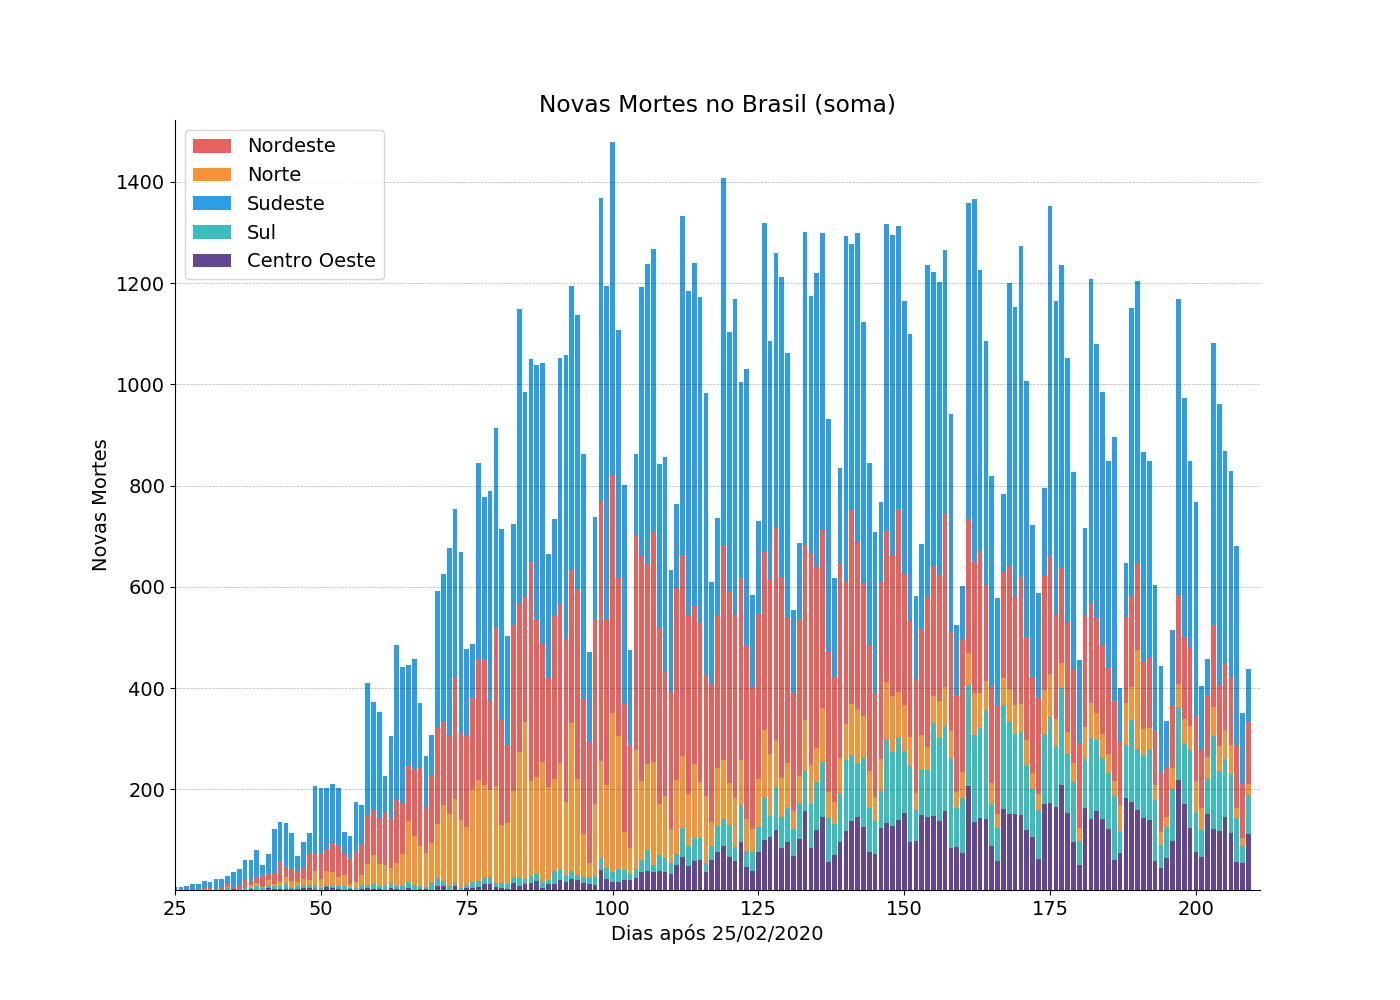 Novas Mortes no Brasil (soma)
Nordeste
Norte
Sudeste
Sul
Centro Oeste
1400
1200
1000
800
600
400
200
Novas Mortes
25 50 75 100 125 150 175 200
Dias após 25/02/2020